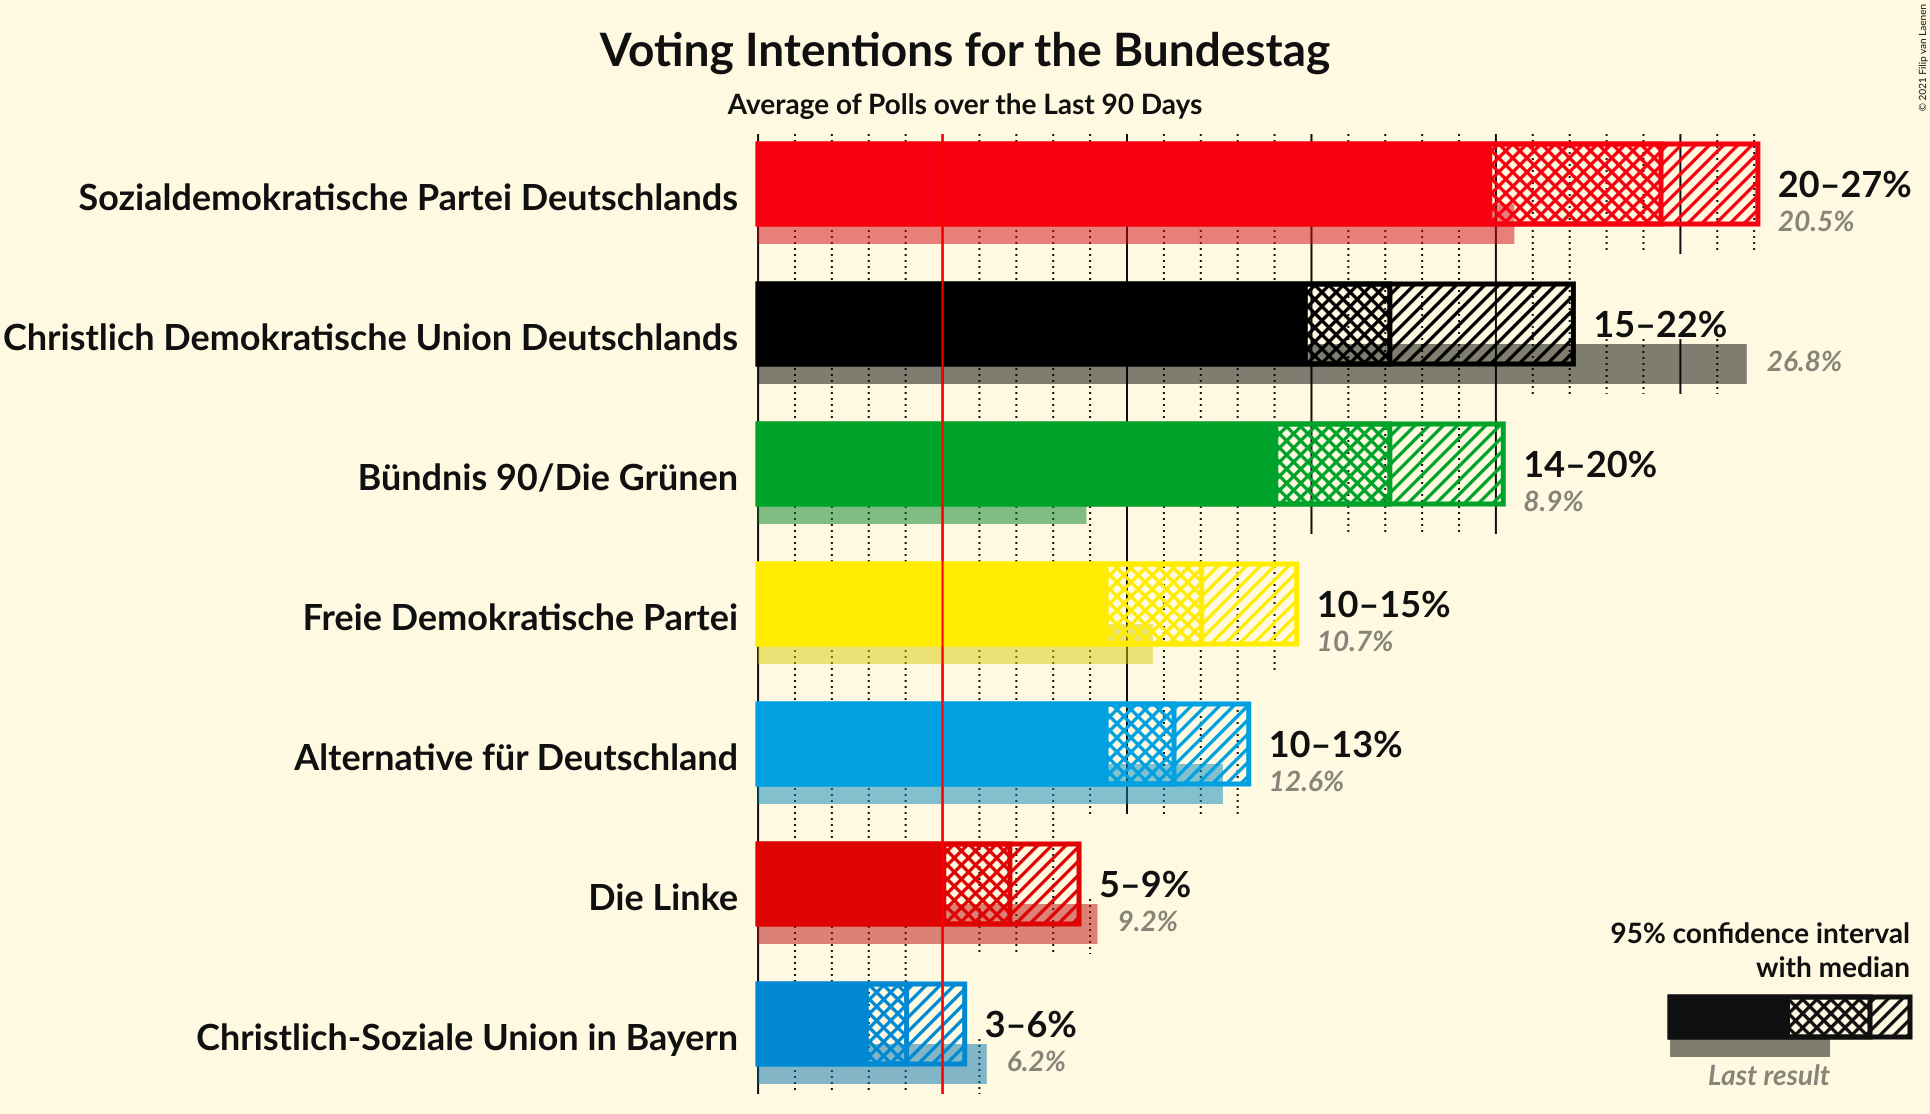 Voting Intentions for the Bundestag
Average of Polls over the Last 90 Days
© 2021 Filip van Laenen
Sozialdemokratische Partei Deutschlands
20–27%
20.5%
Christlich Demokratische Union Deutschlands
15–22%
26.8%
Bündnis 90/Die Grünen
14–20%
8.9%
Freie Demokratische Partei
10–15%
10.7%
Alternative für Deutschland
10–13%
12.6%
Die Linke
5–9%
9.2%
Christlich-Soziale Union in Bayern
3–6%
6.2%
95% confidence interval
with median
Last result